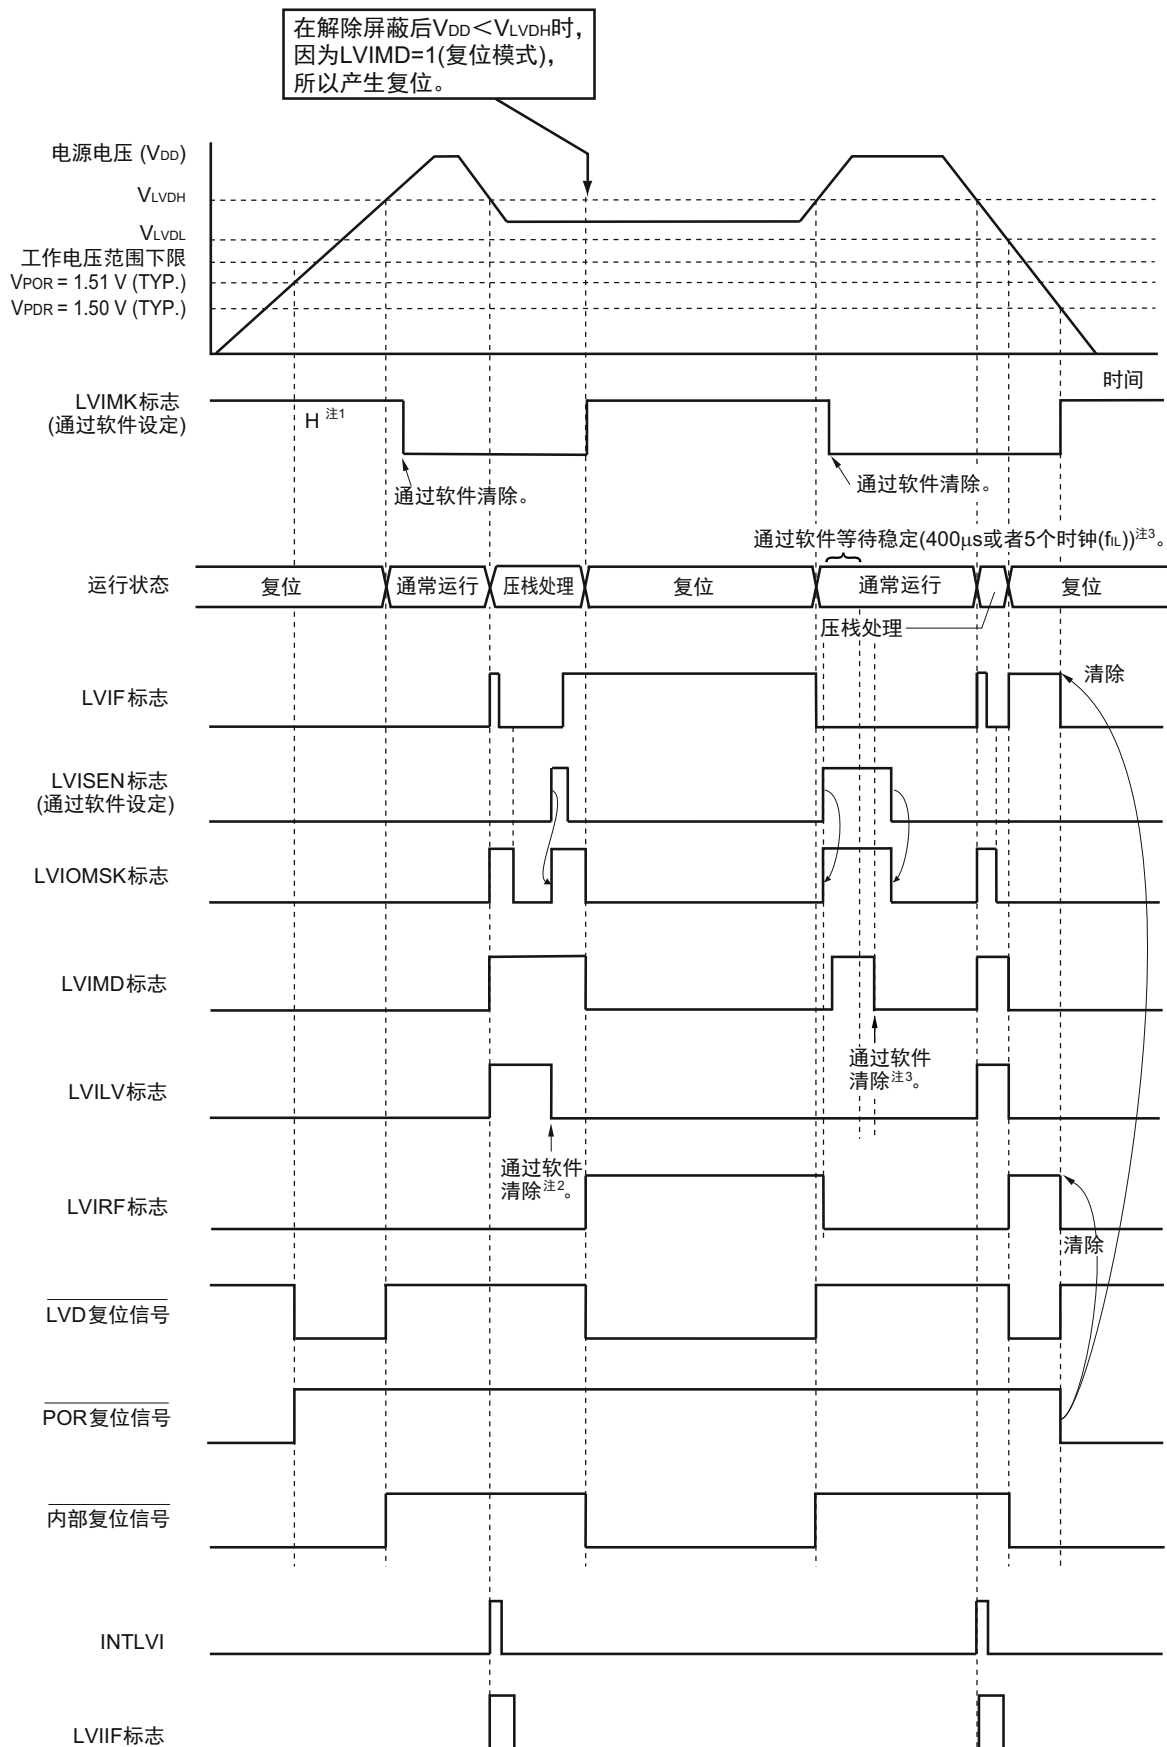 在解除屏蔽后VDD＜VLVDH时，
因为LVIMD=1(复位模式)，
所以产生复位。
电源电压 (VDD)
VLVDH
VLVDL
工作电压范围下限
VPOR = 1.51 V (TYP.)
VPDR = 1.50 V (TYP.)
时间
LVIMK标志
(通过软件设定)
H 注1
通过软件清除。
通过软件清除。
通过软件等待稳定(400μs或者5个时钟(fIL))注3。
运行状态
复位
通常运行
压栈处理
复位
通常运行
复位
压栈处理
LVIF标志
清除
LVISEN标志
(通过软件设定)
LVIOMSK标志
LVIMD标志
通过软件
清除注3。
LVILV标志
通过软件
清除注2。
LVIRF标志
清除
LVD复位信号
POR复位信号
内部复位信号
INTLVI
LVIIF标志